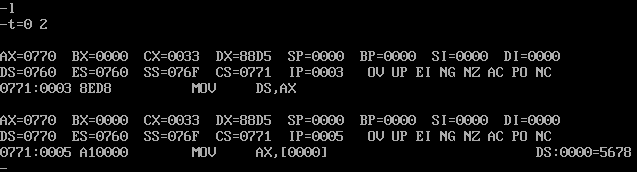 -l
-t=0 2
AX=0770 BX=0000 CX=0033 DX=88D5 SP=0000 BP=0000 SI=0000 DI=0000
DS=0760 ES=0760 SS=076F CS=0771 IP=0003 OV UP EI NG NZ AC PO NC
0771:0003 8ED8 MOV DS,AX
AX=0770 BX=0000 CX=0033 DX=88D5 SP=0000 BP=0000 SI=0000 DI=0000
DS=0770 ES=0760 SS=076F CS=0771 IP=0005 OV UP EI NG NZ AC PO NC
0771:0005 A10000 MOV AX,[0000] DS:0000=5678
-